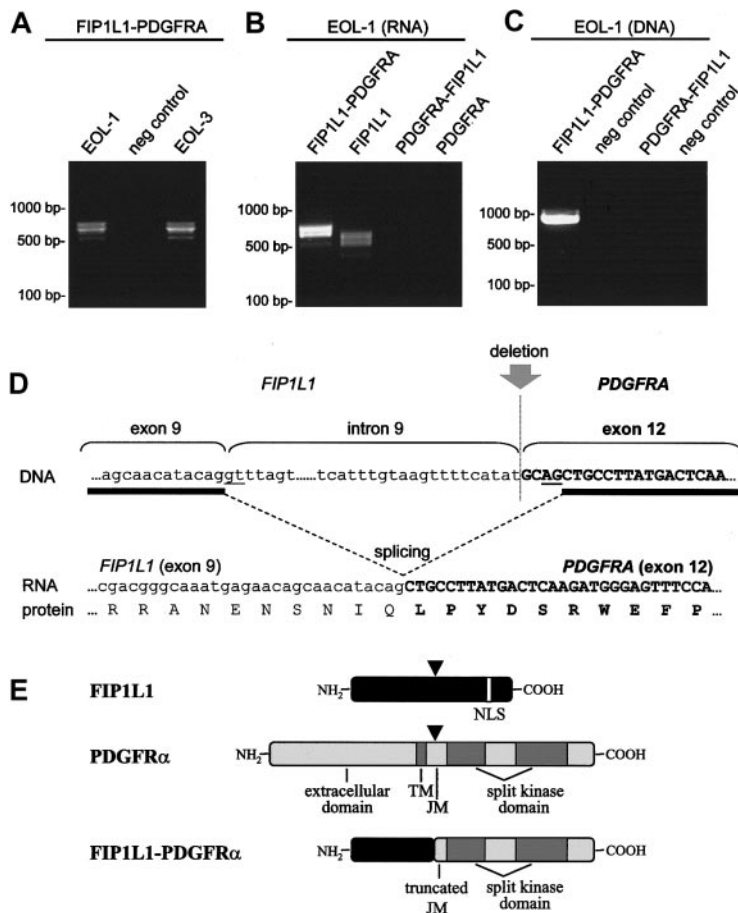 A
FIP1L1-PDGFRA
EOL-1
neg control
EOL-3
1000 bp-
500 bp-
100 bp-
B
EOL-1 (RNA)
FIP1L1-PDGFRA
FIP1L1
PDGFRA-FIP1L1
PDGFRA
1000 bp-
500 bp-
100 bp-
C
EOL-1 (DNA)
FIP1L1-PDGFRA
neg control
PDGFRA-FIP1L1
neg control
1000 bp-
500 bp-
100 bp-
D
deletion
FIP1L1
PDGFRA
exon 9
intron 9
exon 12
DNA
...agcaacatacaggtttagt......tcatttgtaagttttcatatGCAGCTGCCTTATGACTCAA...
splicing
FIP1L1 (exon 9)
PDGFRA (exon 12)
RNA
...cgacgggcaaatgagaacagcaacatacagCTGCCTTATGACTCAAGATGGGAGTTTCCA...
protein
R R A N E N S N I Q L P Y D S R W E F P
E
FIP1L1
NH2-
-COOH
NLS
PDGFRα
NH2-
-COOH
extracellular domain
TM
JM
split kinase domain
FIP1L1-PDGFRα
NH2-
-COOH
truncated JM
split kinase domain